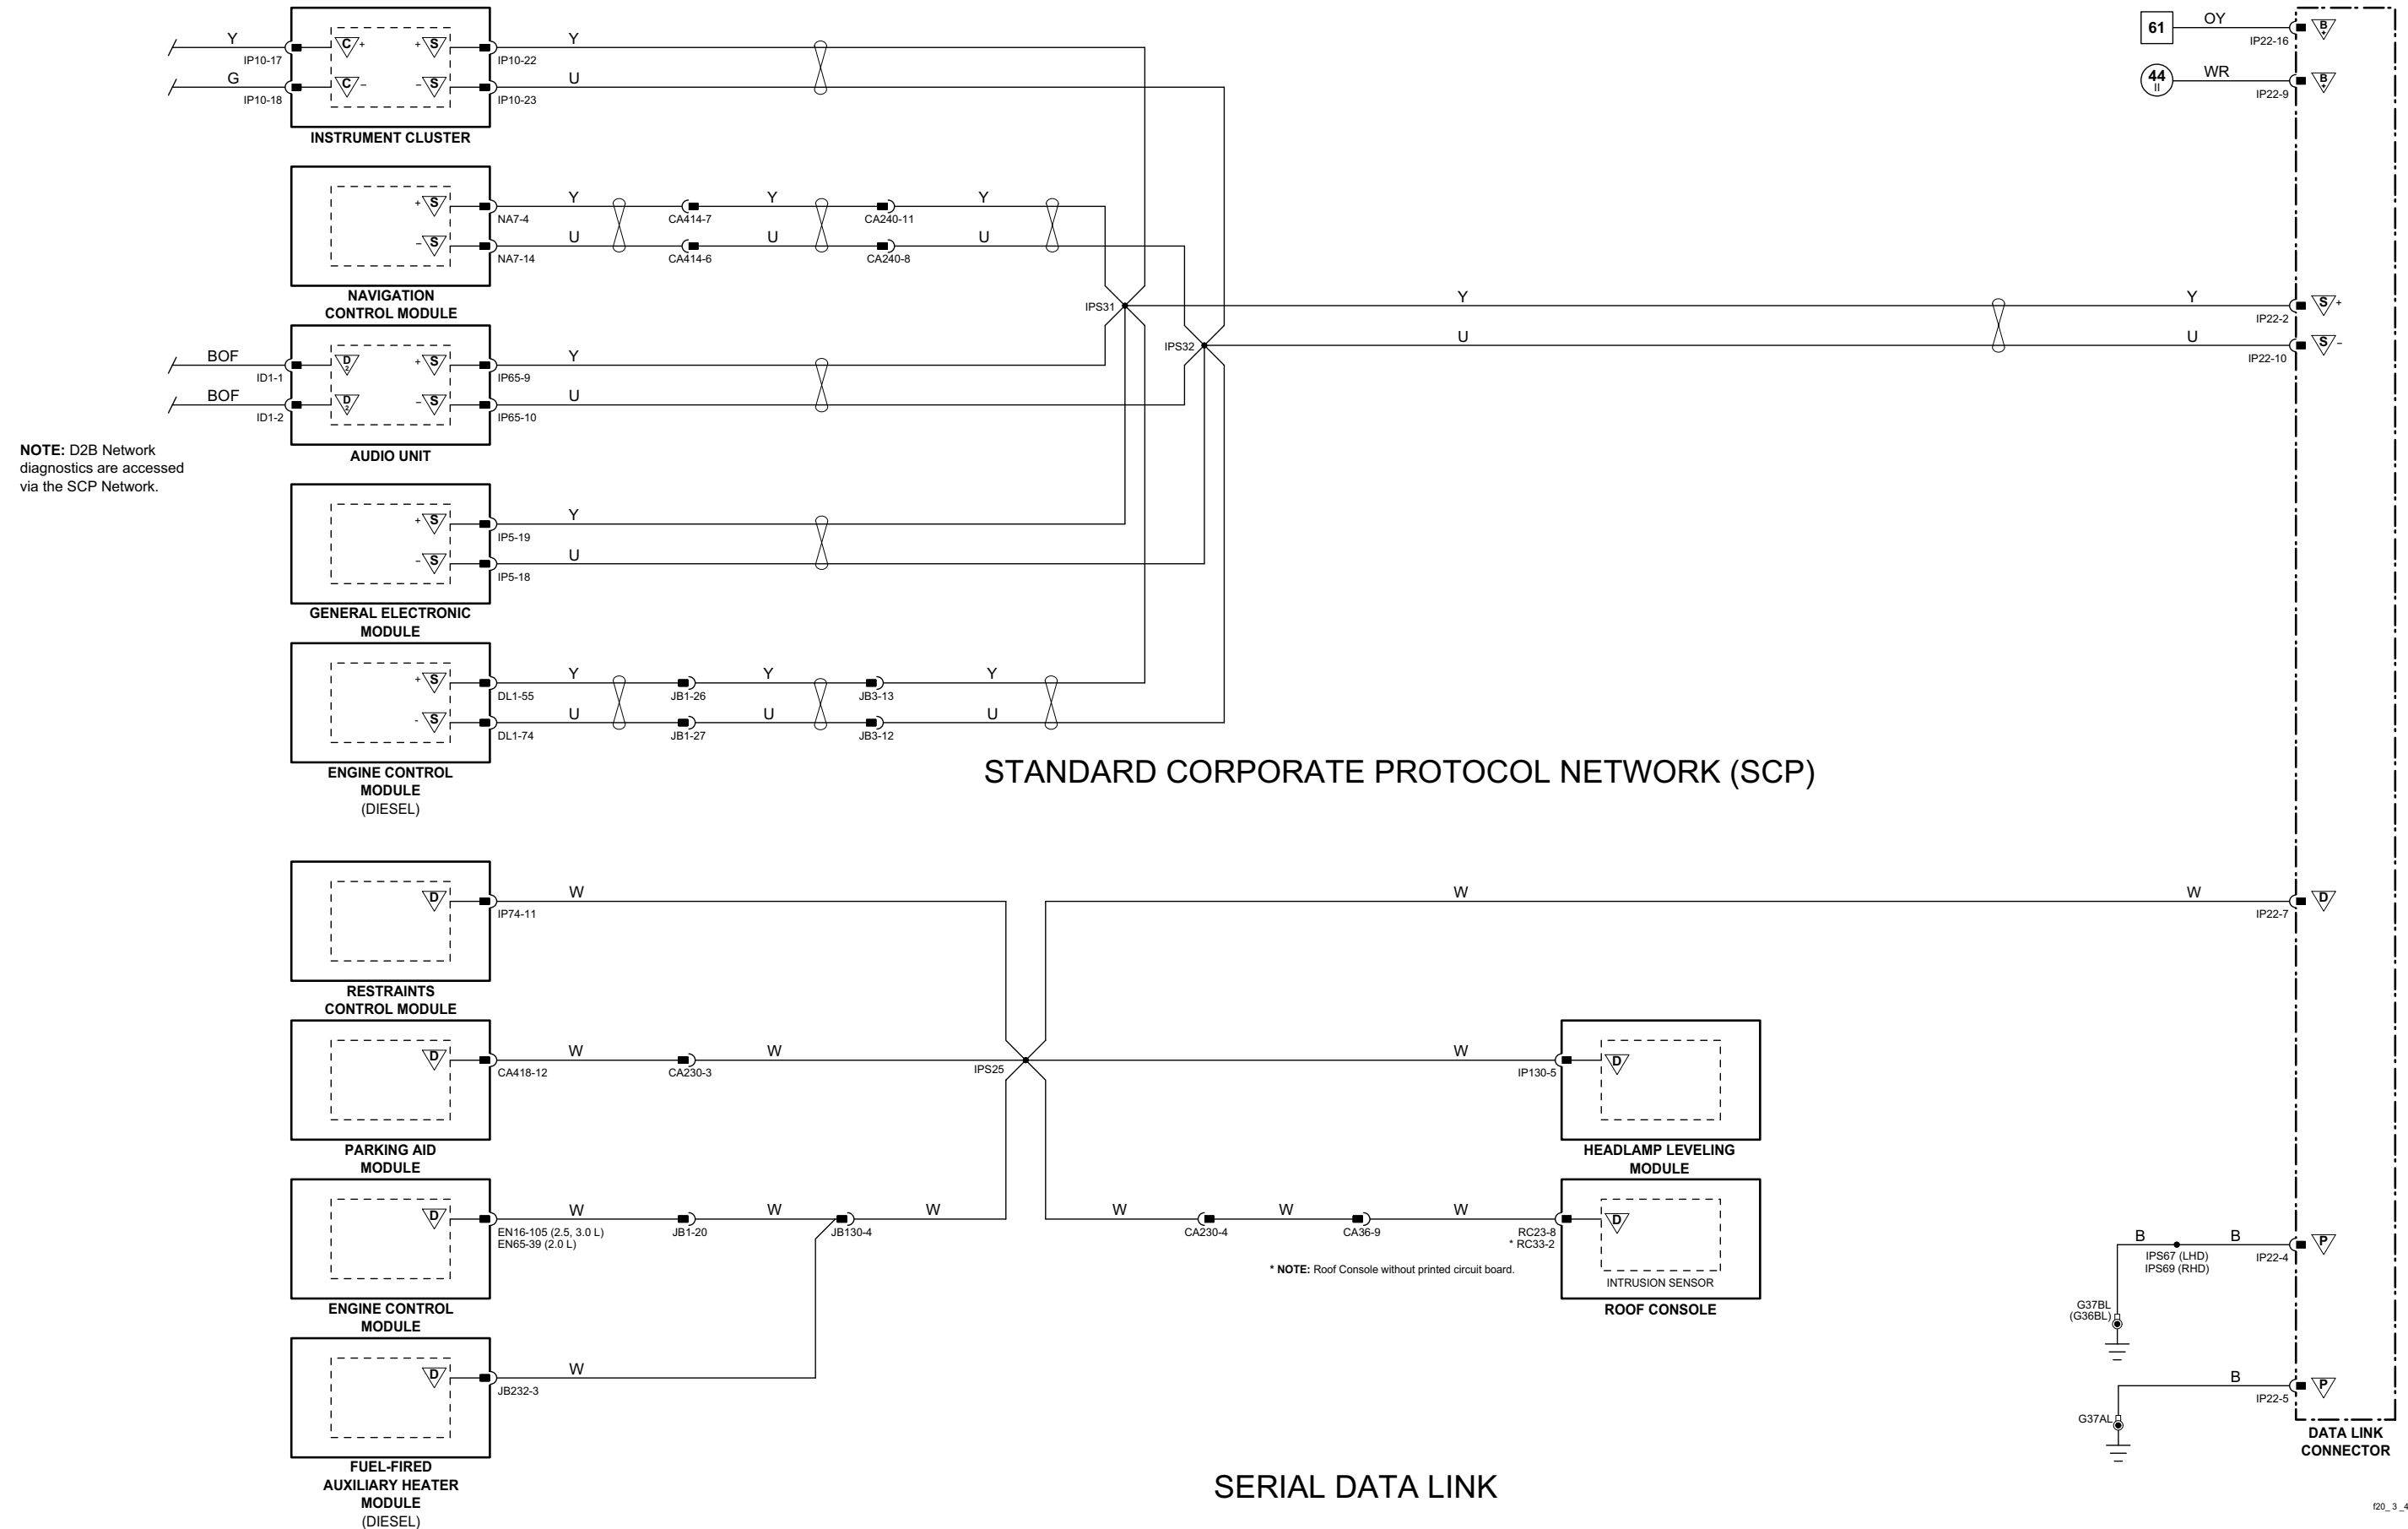 Y
IP10-17
C +
+ S
IP10-22
Y
G
IP10-18
C -
- S
IP10-23
U
INSTRUMENT CLUSTER
61
OY
IP22-16
B +
44
II
WR
IP22-9
B +
+ S
NA7-4
Y
CA414-7
Y
CA240-11
Y
- S
NA7-14
U
CA414-6
U
CA240-8
U
NAVIGATION
CONTROL MODULE
IPS31
Y
Y
IP22-2
S +
IPS32
U
U
IP22-10
S -
BOF
ID1-1
D 2
+ S
IP65-9
Y
BOF
ID1-2
D 2
- S
IP65-10
U
AUDIO UNIT
NOTE: D2B Network
diagnostics are accessed
via the SCP Network.
+ S
IP5-19
Y
- S
IP5-18
U
GENERAL ELECTRONIC
MODULE
+ S
DL1-55
Y
JB1-26
Y
JB3-13
Y
- S
DL1-74
U
JB1-27
U
JB3-12
U
ENGINE CONTROL
MODULE
(DIESEL)
STANDARD CORPORATE PROTOCOL NETWORK (SCP)
D
IP74-11
W
W
W
IP22-7
D
RESTRAINTS
CONTROL MODULE
D
CA418-12
W
CA230-3
W
IPS25
W
IP130-5
D
PARKING AID
MODULE
HEADLAMP LEVELING
MODULE
D
EN16-105 (2.5, 3.0 L)
EN65-39 (2.0 L)
W
JB1-20
W
JB130-4
W
W
CA230-4
W
CA36-9
W
RC23-8
* RC33-2
D
* NOTE: Roof Console without printed circuit board.
INTRUSION SENSOR
ROOF CONSOLE
ENGINE CONTROL
MODULE
B
B
IPS67 (LHD)
IPS69 (RHD)
IP22-4
P
G37BL
(G36BL)
D
JB232-3
W
B
IP22-5
P
G37AL
FUEL-FIRED
AUXILIARY HEATER
MODULE
(DIESEL)
DATA LINK
CONNECTOR
SERIAL DATA LINK
f20_ 3 _4